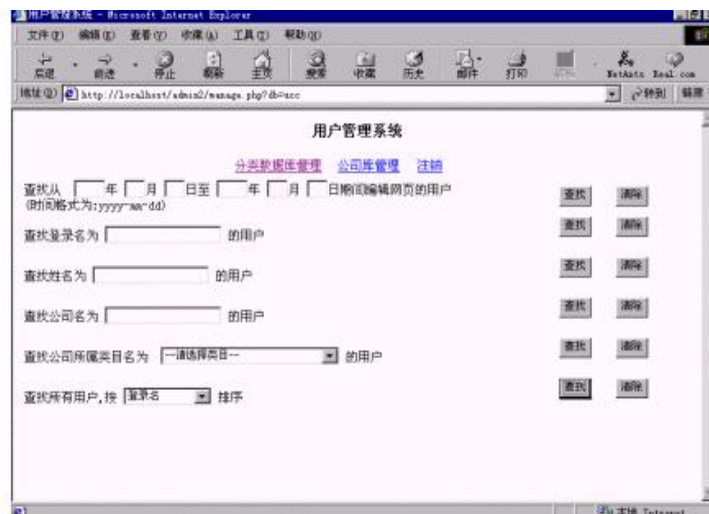 用户管理系统 - Microsoft Internet Explorer
文件(F) 编辑(E) 查看(V) 收藏(A) 工具(T) 帮助(H)
后退 前进 停止 刷新 主页 搜索 收藏 历史 邮件 打印 NetAnts Real.com
地址(D) http://localhost/admin2/manage.php?db=acc 转到 链接
用户管理系统
分类数据库管理 公司库管理 注销
查找从 年 月 日至 年 月 日期间编辑网页的用户 查找 清除
(时间格式为:yyyy-mm-dd)
查找登录名为 的用户 查找 清除
查找姓名为 的用户 查找 清除
查找公司名为 的用户 查找 清除
查找公司所属类目名为 --请选择类目-- 的用户 查找 清除
查找所有用户,按 登录名 排序 查找 清除
本地 Intranet